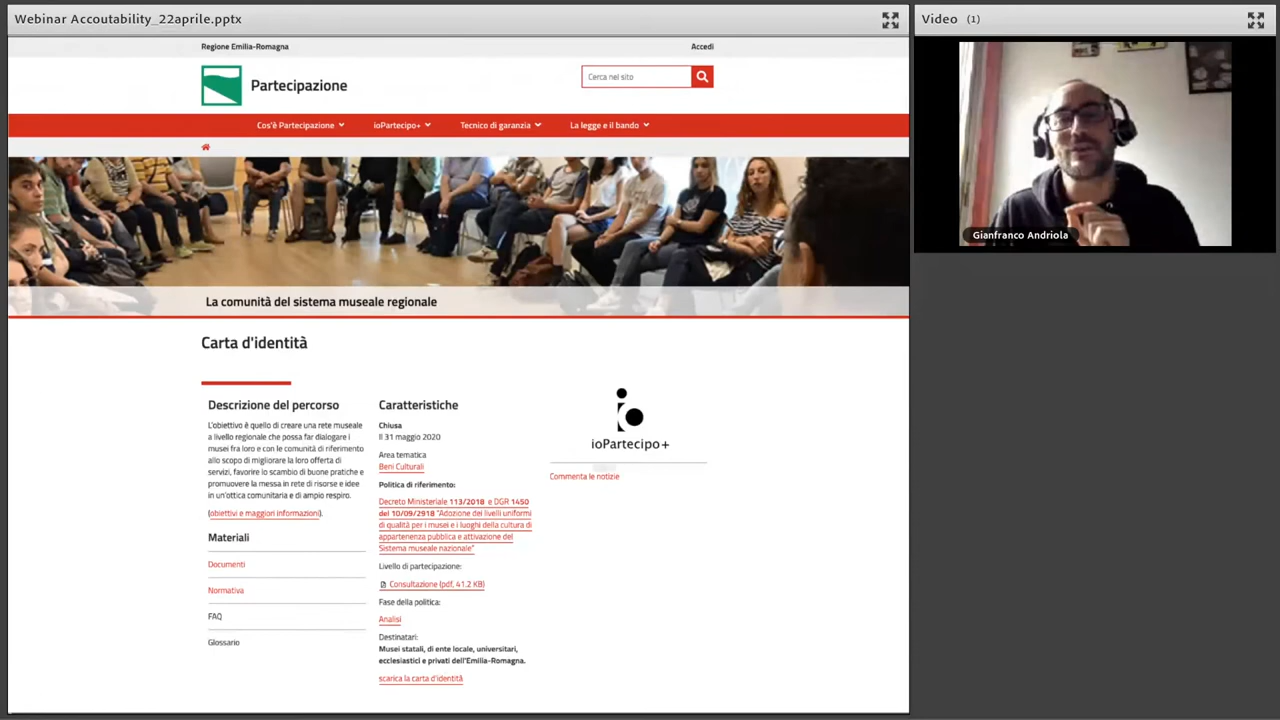 Webinar Accoutability_22aprile.pptx
Video (1)
Regione Emilia-Romagna
Accedi
Partecipazione
Cerca nel sito
Cos'è Partecipazione
ioPartecipo+
Tecnico di garanzia
La legge e il bando
Gianfranco Andriola
La comunità del sistema museale regionale
Carta d'identità
Descrizione del percorso
L'obiettivo è quello di creare una rete museale
a livello regionale che possa far dialogare i
musei fra loro e con le comunità di riferimento
allo scopo di migliorare la loro offerta di
servizi, favorire lo scambio di buone pratiche e
promuovere la messa in rete di risorse e idee
in un'ottica comunitaria e di ampio respiro.
(obiettivi e maggiori informazioni).
Materiali
Documenti
Normativa
FAQ
Glossario
Caratteristiche
Chiusa
Il 31 maggio 2020
Area tematica
Beni Culturali
Politica di riferimento:
Decreto Ministeriale 113/2018 e DGR 1450
del 10/09/2918 "Adozione dei livelli uniformi
di qualità per i musei e i luoghi della cultura di
appartenenza pubblica e attivazione del
Sistema museale nazionale"
Livello di partecipazione:
Consultazione (pdf, 41.2 KB)
Fase della politica:
Analisi
Destinatari:
Musei statali, di ente locale, universitari,
ecclesiastici e privati dell'Emilia-Romagna.
scarica la carta d'identità
io
ioPartecipo+
Commenta le notizie